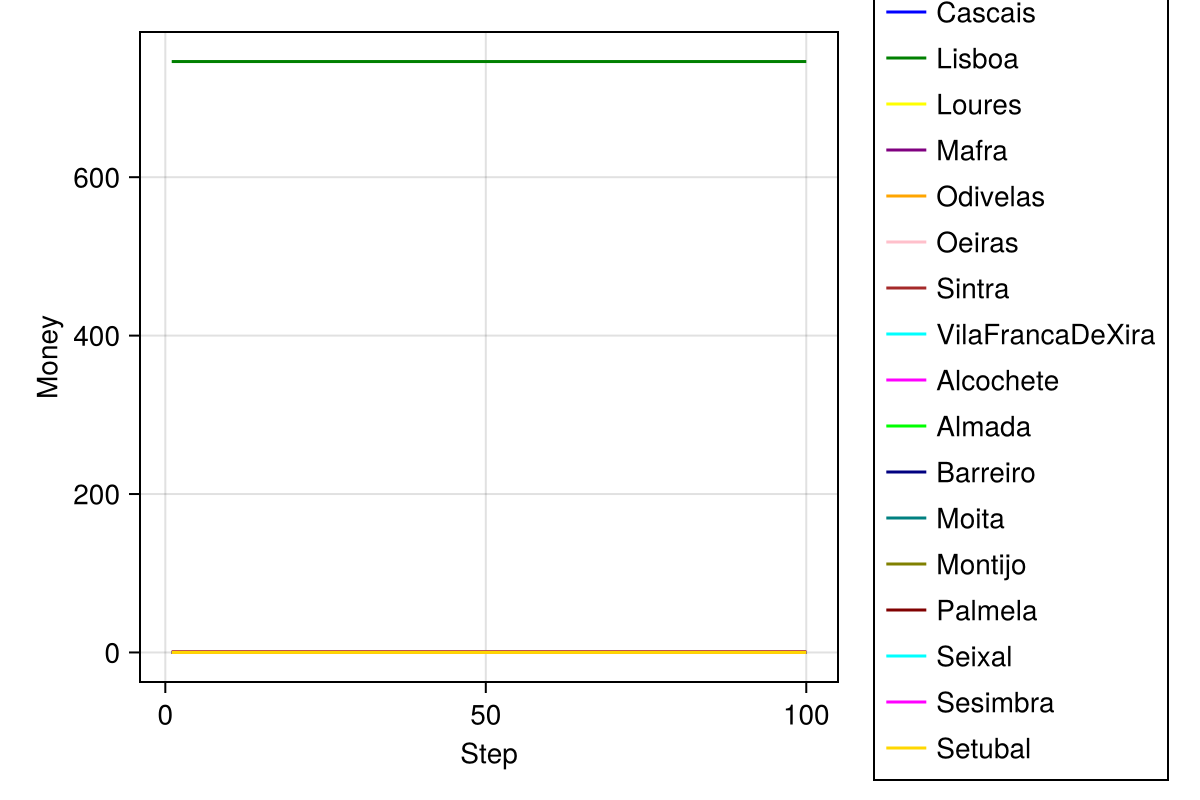 Money
600
400
200
0
0
50
100
Step
Cascais
Lisboa
Loures
Mafra
Odivelas
Oeiras
Sintra
VilaFrancaDeXira
Alcochete
Almada
Barreiro
Moita
Montijo
Palmela
Seixal
Sesimbra
Setubal